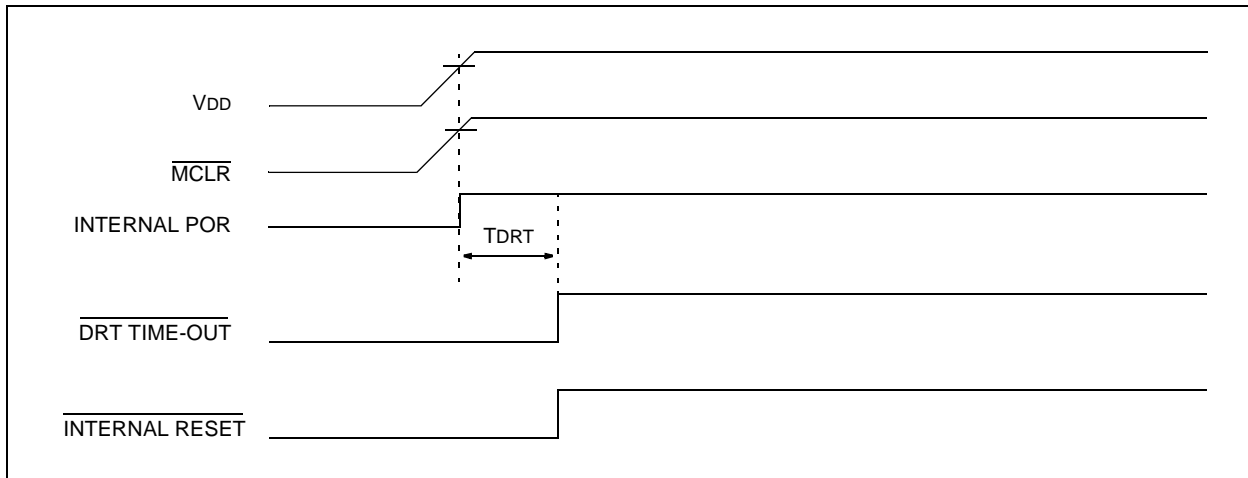 VDD
MCLR
INTERNAL POR
TDRT
DRT TIME-OUT
INTERNAL RESET